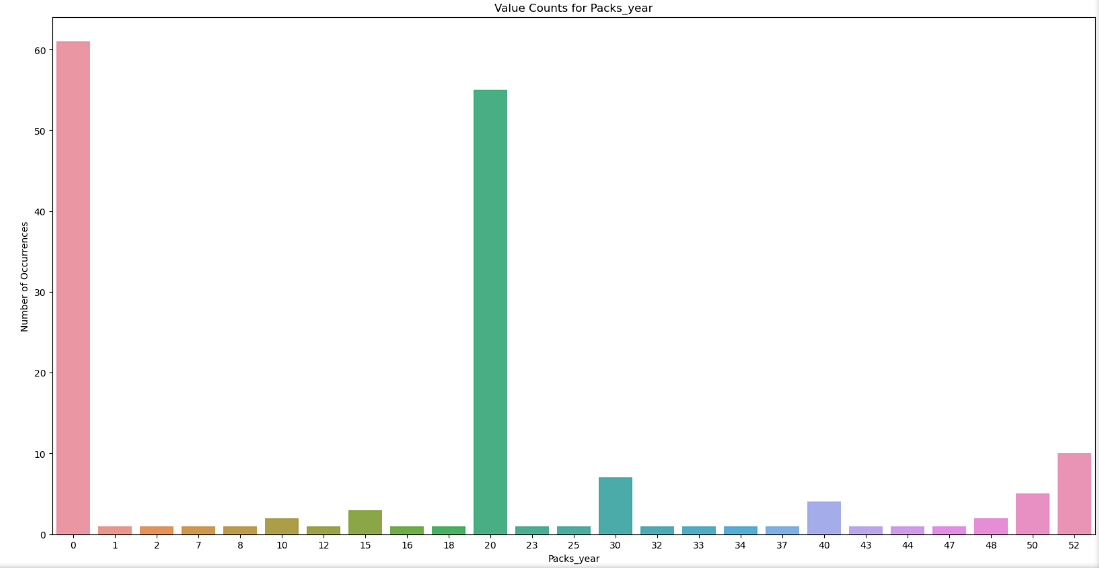 Value Counts for Packs_year
Number of Occurrences
60
50
40
30
20
10
0
0 1 2 7 8 10 12 15 16 18 20 23 25 30 32 33 34 37 40 43 44 47 48 50 52
Packs_year